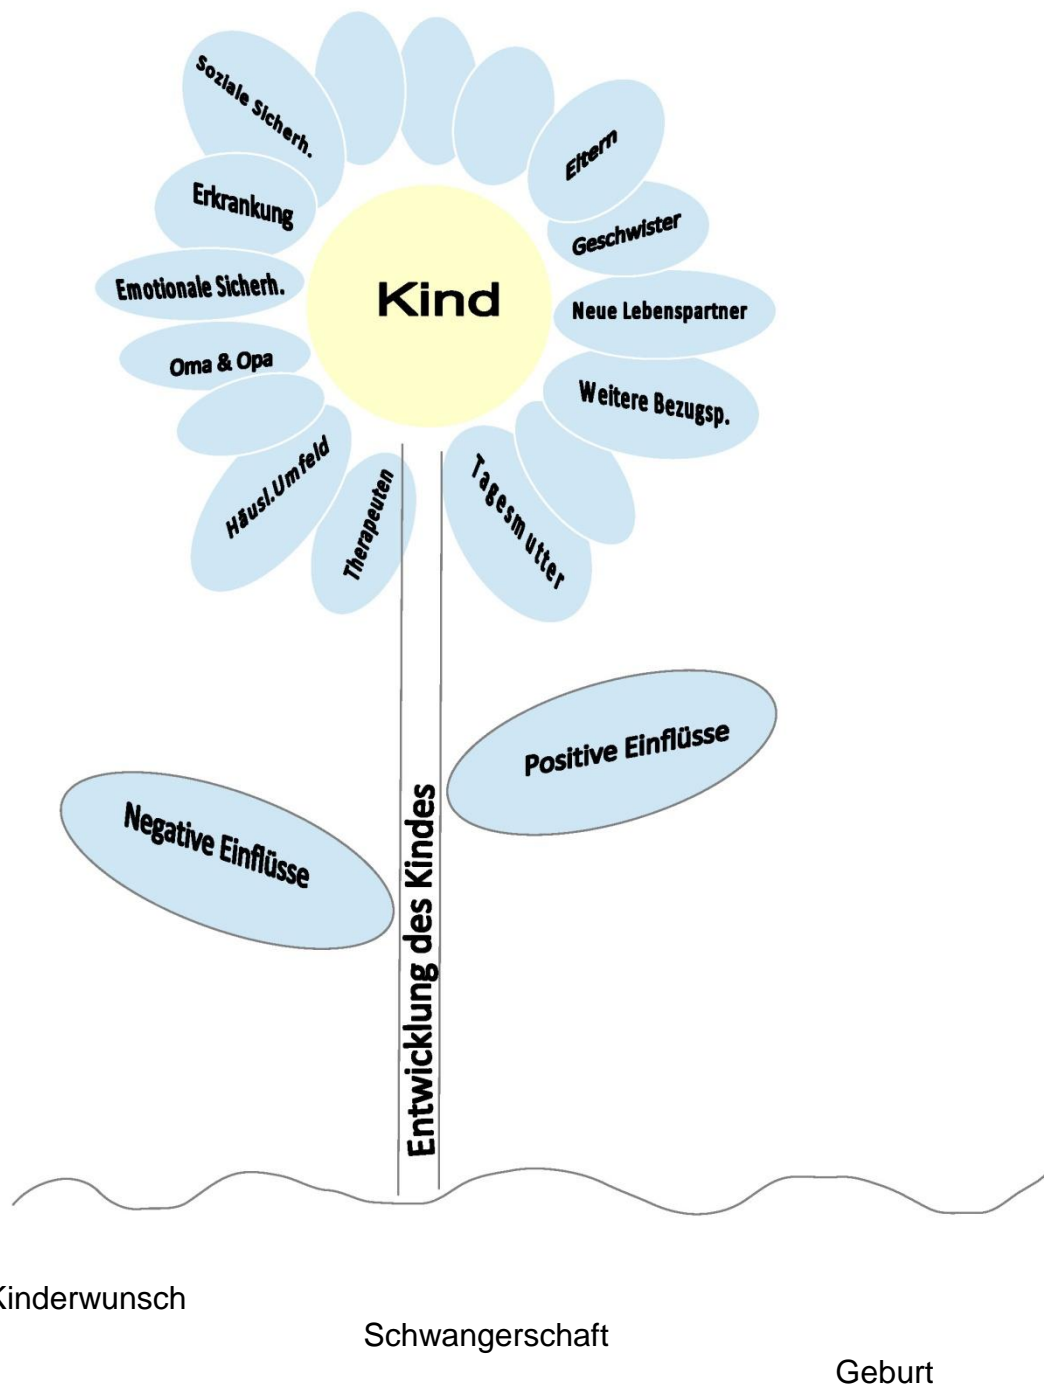 Soziale Sicherh.
Eltern
Erkrankung
Geschwister
Emotionale Sicherh.
Kind
Neue Lebenspartner
Oma & Opa
Weitere Bezugsp.
Häusl.Umfeld
Therapeuten
Tagesmutter
Positive Einflüsse
Negative Einflüsse
Entwicklung des Kindes
Kinderwunsch
Schwangerschaft
Geburt